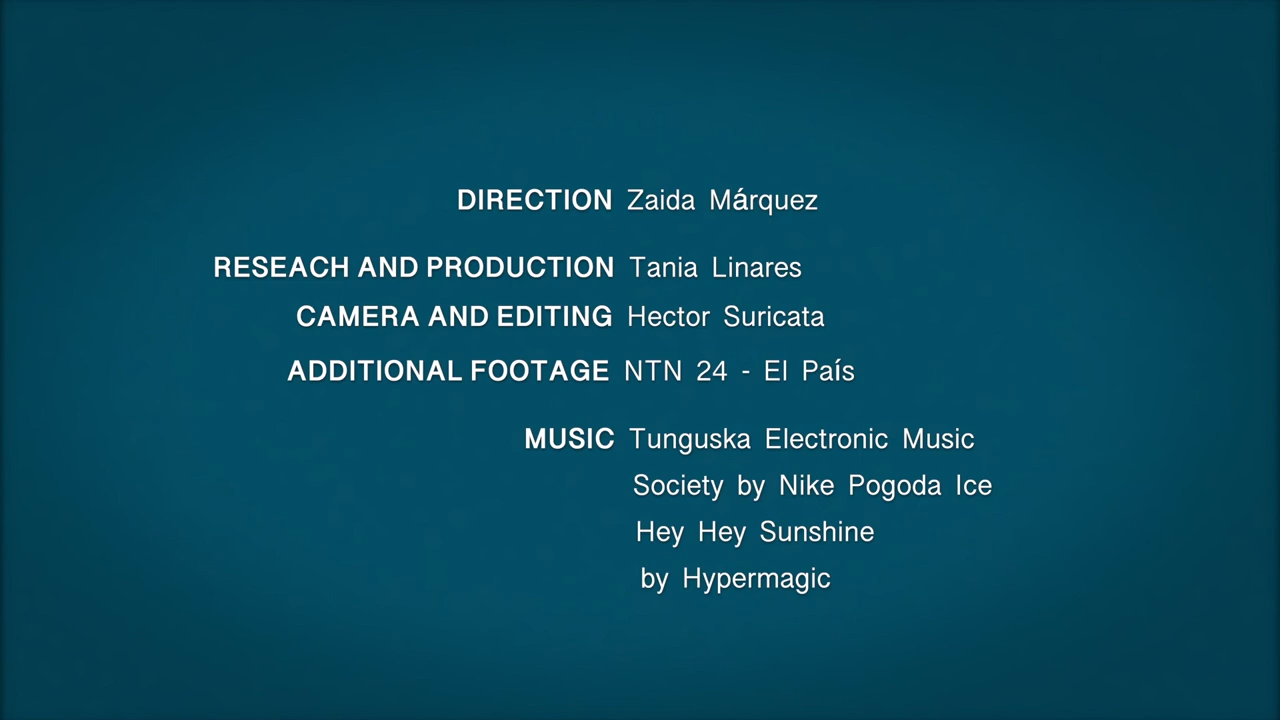 DIRECTION Zaida Márquez
RESEACH AND PRODUCTION Tania Linares
CAMERA AND EDITING Hector Suricata
ADDITIONAL FOOTAGE NTN 24 - El País
MUSIC Tunguska Electronic Music
Society by Nike Pogoda Ice
Hey Hey Sunshine
by Hypermagic